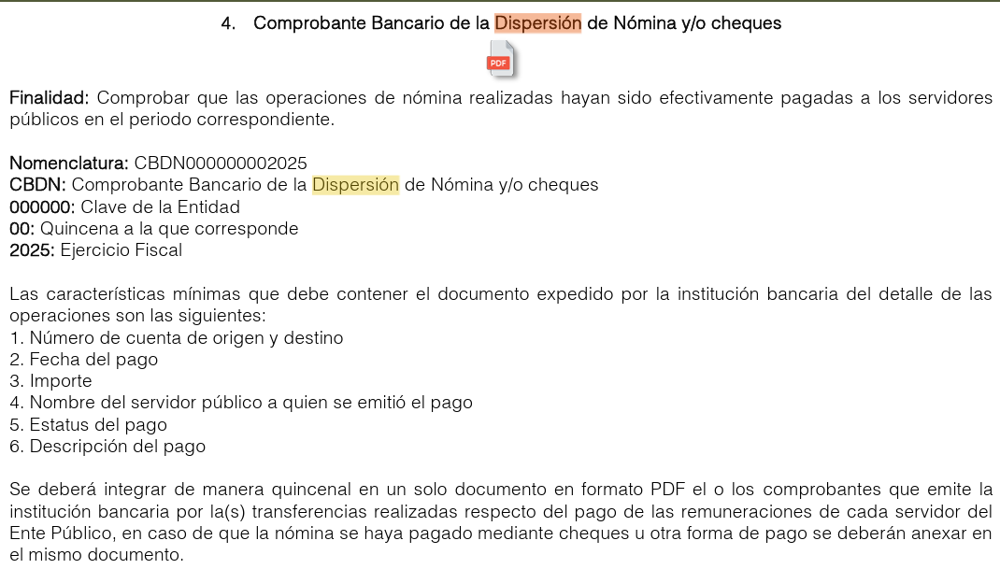 4. Comprobante Bancario de la Dispersión de Nómina y/o cheques
PDF
Finalidad: Comprobar que las operaciones de nómina realizadas hayan sido efectivamente pagadas a los servidores
públicos en el periodo correspondiente.
Nomenclatura: CBDN000000002025
CBDN: Comprobante Bancario de la Dispersión de Nómina y/o cheques
000000: Clave de la Entidad
00: Quincena a la que corresponde
2025: Ejercicio Fiscal
Las características mínimas que debe contener el documento expedido por la institución bancaria del detalle de las
operaciones son las siguientes:
1. Número de cuenta de origen y destino
2. Fecha del pago
3. Importe
4. Nombre del servidor público a quien se emitió el pago
5. Estatus del pago
6. Descripción del pago
Se deberá integrar de manera quincenal en un solo documento en formato PDF el o los comprobantes que emite la
institución bancaria por la(s) transferencias realizadas respecto del pago de las remuneraciones de cada servidor del
Ente Público, en caso de que la nómina se haya pagado mediante cheques u otra forma de pago se deberán anexar en
el mismo documento.